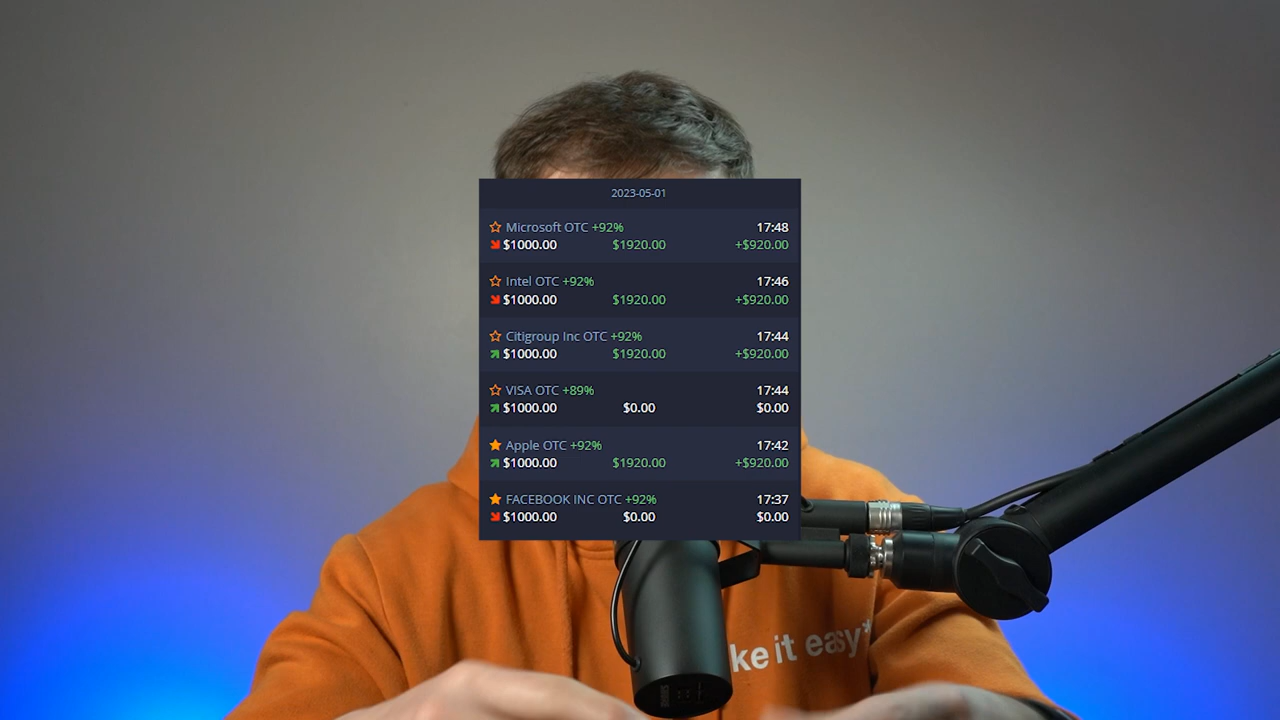 2023-05-01
Microsoft OTC +92% 17:48
$1000.00 $1920.00 +$920.00
Intel OTC +92% 17:46
$1000.00 $1920.00 +$920.00
Citigroup Inc OTC +92% 17:44
$1000.00 $1920.00 +$920.00
VISA OTC +89% 17:44
$1000.00 $0.00 $0.00
Apple OTC +92% 17:42
$1000.00 $1920.00 +$920.00
FACEBOOK INC OTC +92% 17:37
$1000.00 $0.00 $0.00
ke it easy*